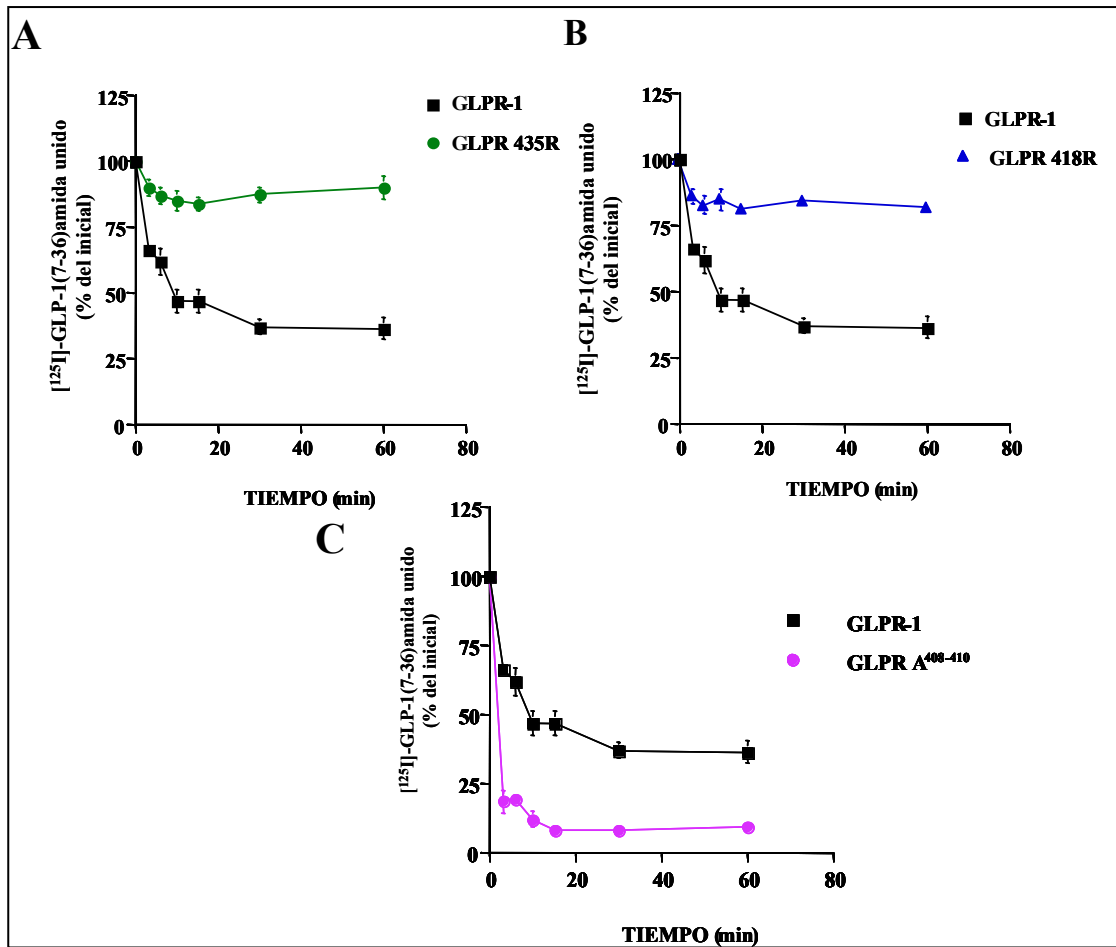 A
GLPR-1
GLPR 435R
[¹²⁵I]-GLP-1(7-36)amida unido
(% del inicial)
125
100
75
50
25
0
0 20 40 60 80
TIEMPO (min)
B
GLPR-1
GLPR 418R
[¹²⁵I]-GLP-1(7-36)amida unido
(% del inicial)
125
100
75
50
25
0
0 20 40 60 80
TIEMPO (min)
C
GLPR-1
GLPR A⁴⁰⁸⁻⁴¹⁰
[¹²⁵I]-GLP-1(7-36)amida unido
(% del inicial)
125
100
75
50
25
0
0 20 40 60 80
TIEMPO (min)